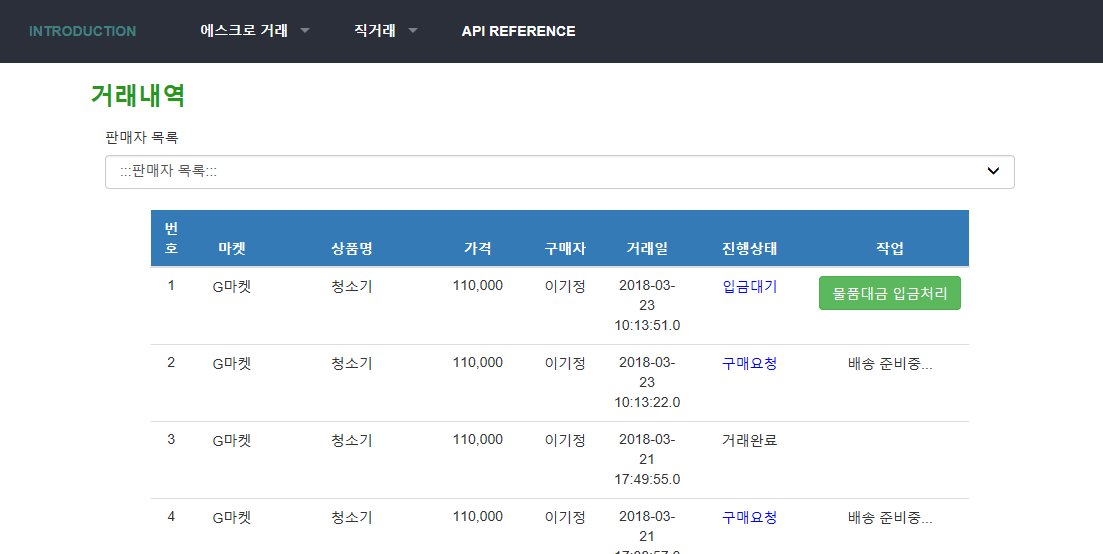 INTRODUCTION 에스크로 거래 직거래 API REFERENCE
거래내역
판매자 목록
:::판매자 목록:::
번호 마켓 상품명 가격 구매자 거래일 진행상태 작업
1 G마켓 청소기 110,000 이기정 2018-03-23 10:13:51.0 입금대기 물품대금 입금처리
2 G마켓 청소기 110,000 이기정 2018-03-23 10:13:22.0 구매요청 배송 준비중...
3 G마켓 청소기 110,000 이기정 2018-03-21 17:49:55.0 거래완료
4 G마켓 청소기 110,000 이기정 2018-03-21 구매요청 배송 준비중...